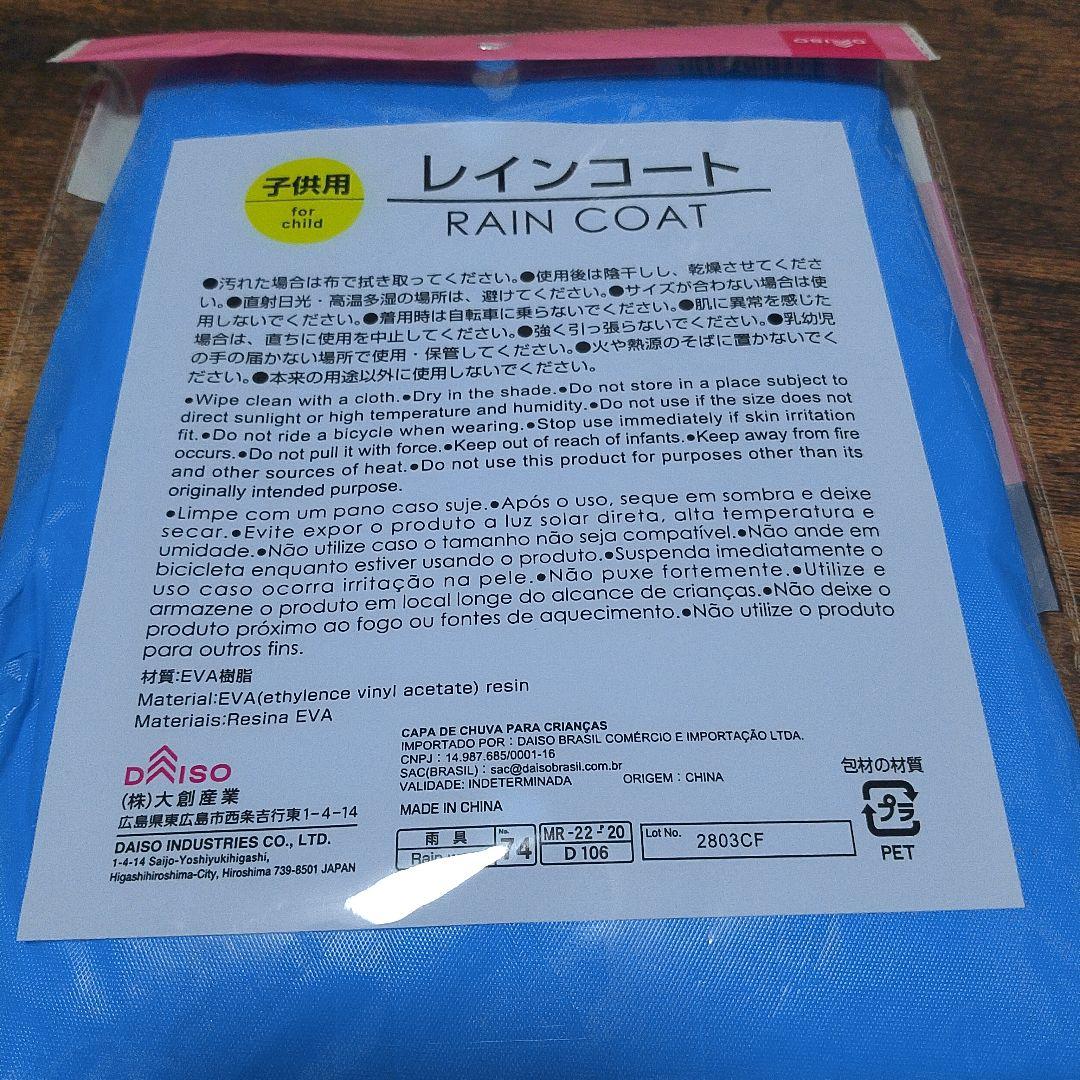 DAISO
子供用
for
child
レインコート
RAIN COAT
●汚れた場合は布で拭き取ってください。●使用後は陰干しし、乾燥させてくださ
い。●直射日光・高温多湿の場所は、避けてください。●サイズが合わない場合は使
用しないでください。●着用時は自転車に乗らないでください。●肌に異常を感じた
場合は、直ちに使用を中止してください。●強く引っ張らないでください。●乳幼児
の手の届かない場所で使用・保管してください。●火や熱源のそばに置かないでく
ださい。●本来の用途以外に使用しないでください。
●Wipe clean with a cloth.●Dry in the shade.●Do not store in a place subject to
direct sunlight or high temperature and humidity.●Do not use if the size does not
fit.●Do not ride a bicycle when wearing.●Stop use immediately if skin irritation
occurs.●Do not pull it with force.●Keep out of reach of infants.●Keep away from fire
and other sources of heat.●Do not use this product for purposes other than its
originally intended purpose.
●Limpe com um pano caso suje.●Após o uso, seque em sombra e deixe
secar.●Evite expor o produto a luz solar direta, alta temperatura e
umidade.●Não utilize caso o tamanho não seja compatível.●Não ande em
bicicleta enquanto estiver usando o produto.●Suspenda imediatamente o
uso caso ocorra irritação na pele.●Não puxe fortemente.●Utilize e
armazene o produto em local longe do alcance de crianças.●Não deixe o
produto próximo ao fogo ou fontes de aquecimento.●Não utilize o produto
para outros fins.
材質:EVA樹脂
Material:EVA(ethylence vinyl acetate) resin
Materiais:Resina EVA
DAISO
(株)大創産業
広島県東広島市西条吉行東1-4-14
DAISO INDUSTRIES CO., LTD.
1-4-14 Saijo-Yoshiyukihigashi,
Higashihiroshima-City, Hiroshima 739-8501 JAPAN
CAPA DE CHUVA PARA CRIANÇAS
IMPORTADO POR : DAISO BRASIL COMÉRCIO E IMPORTAÇÃO LTDA.
CNPJ : 14.987.685/0001-16
SAC(BRASIL) : sac@daisobrasil.com.br
VALIDADE: INDETERMINADA ORIGEM : CHINA
MADE IN CHINA
雨具
Rain
No.
74
MR-22-20
D 106
Lot No. 2803CF
包材の材質
プラ
PET